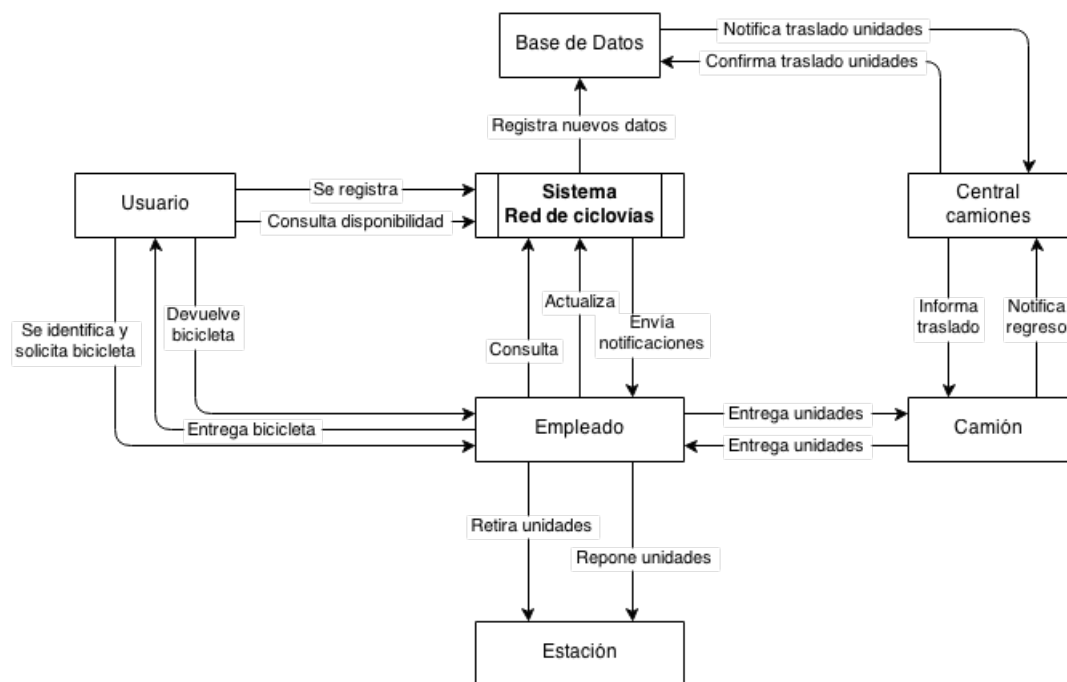 Base de Datos
Notifica traslado unidades
Confirma traslado unidades
Registra nuevos datos
Usuario
Se registra
Consulta disponibilidad
Sistema
Red de ciclovías
Central
camiones
Devuelve
bicicleta
Se identifica y
solicita bicicleta
Actualiza
Consulta
Envía
notificaciones
Informa
traslado
Notifica
regreso
Entrega bicicleta
Empleado
Entrega unidades
Entrega unidades
Camión
Retira unidades
Repone unidades
Estación